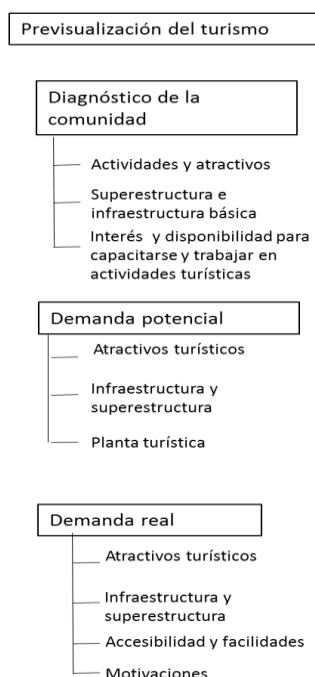 Previsualización del turismo
Diagnóstico de la
comunidad
Actividades y atractivos
Superestructura e
infraestructura básica
Interés y disponibilidad para
capacitarse y trabajar en
actividades turísticas
Demanda potencial
Atractivos turísticos
Infraestructura y
superestructura
Planta turística
Demanda real
Atractivos turísticos
Infraestructura y
superestructura
Accesibilidad y facilidades
Motivaciones